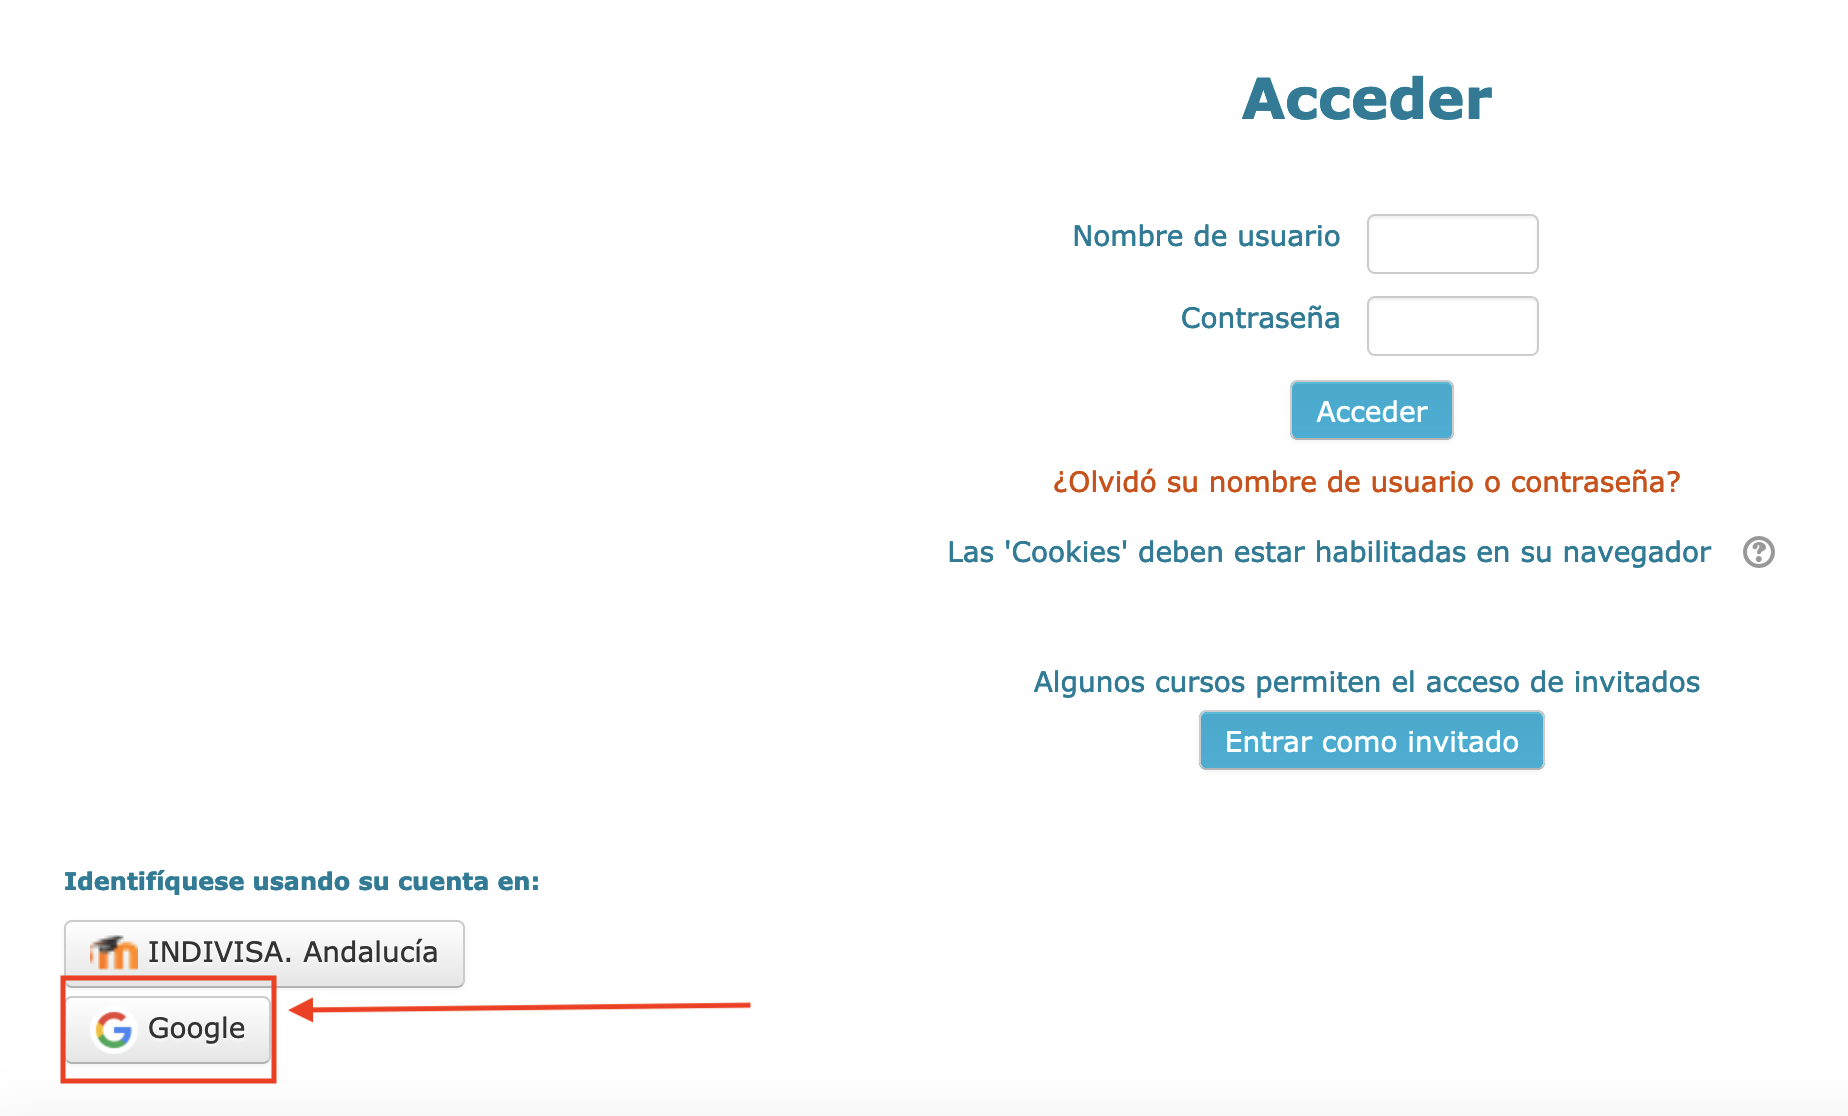 Acceder
Nombre de usuario
Contraseña
Acceder
¿Olvidó su nombre de usuario o contraseña?
Las 'Cookies' deben estar habilitadas en su navegador ?
Algunos cursos permiten el acceso de invitados
Entrar como invitado
Identifíquese usando su cuenta en:
INDIVISA. Andalucía
Google